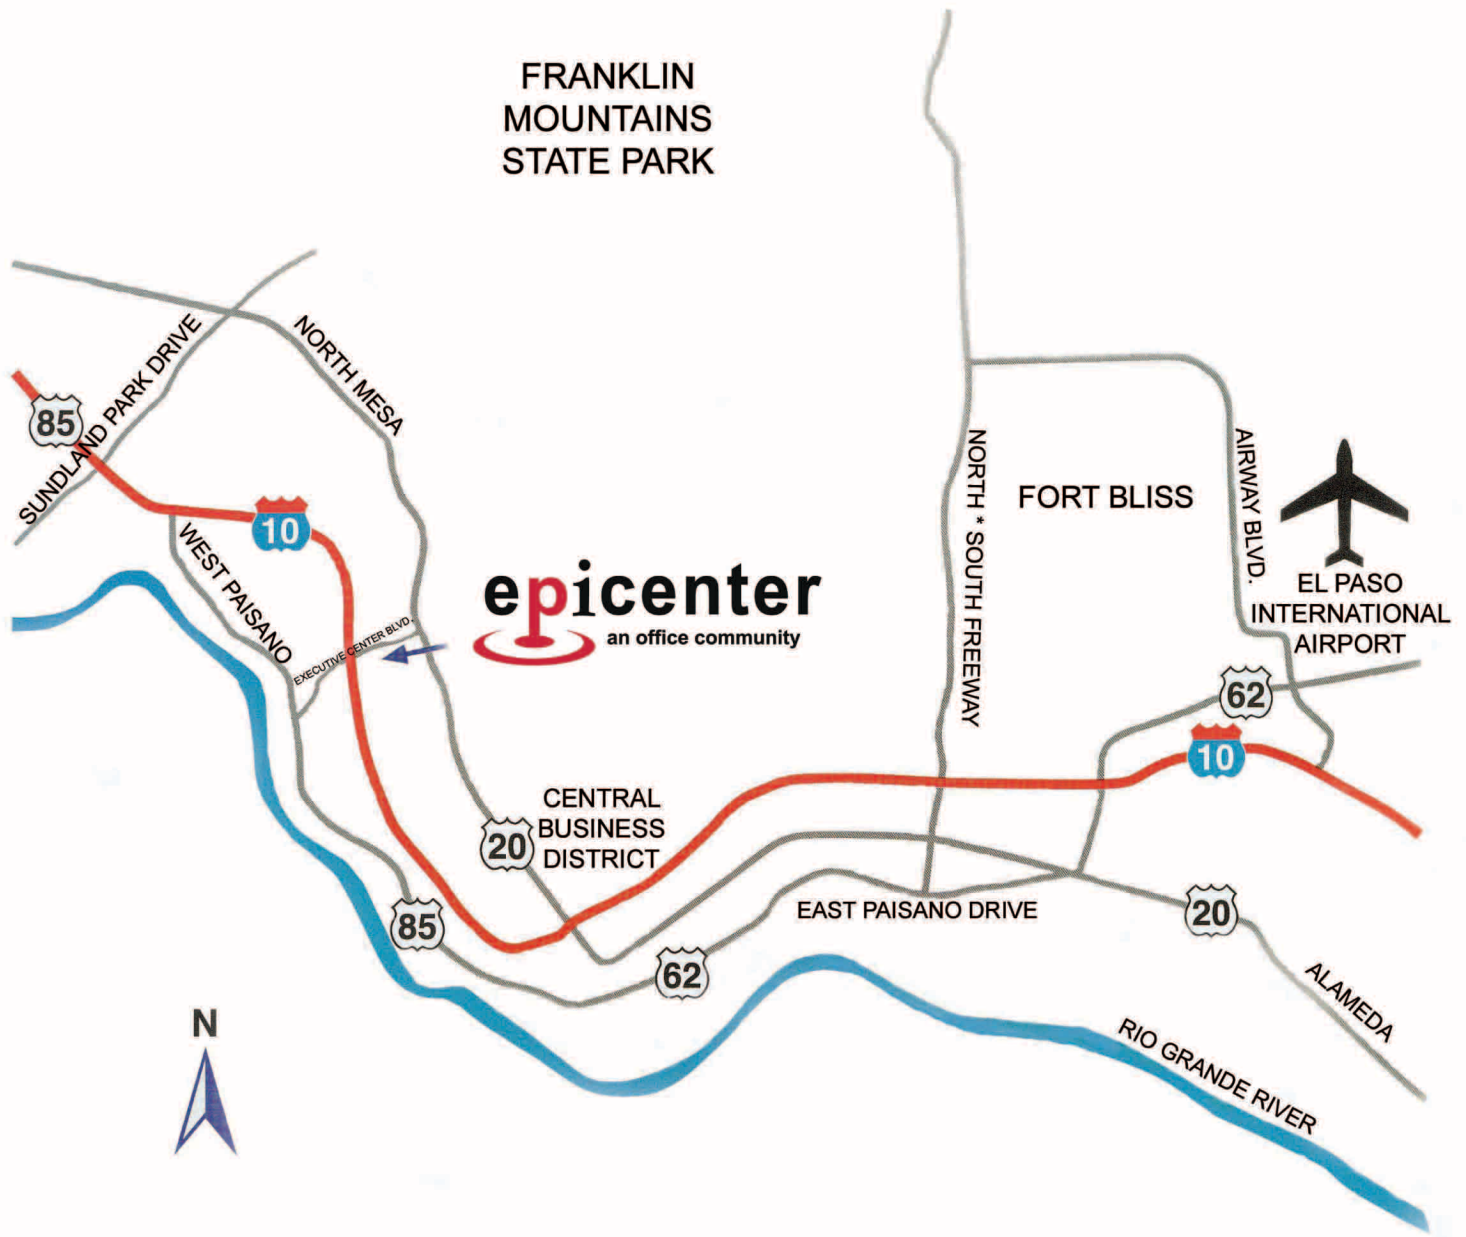 FRANKLIN
MOUNTAINS
STATE PARK
SUNDLAND PARK DRIVE
NORTH MESA
85
10
WEST PAISANO
EXECUTIVE CENTER BLVD.
epicenter
an office community
NORTH * SOUTH FREEWAY
FORT BLISS
AIRWAY BLVD.
EL PASO
INTERNATIONAL
AIRPORT
62
10
CENTRAL
BUSINESS
DISTRICT
20
85
62
EAST PAISANO DRIVE
20
ALAMEDA
RIO GRANDE RIVER
N